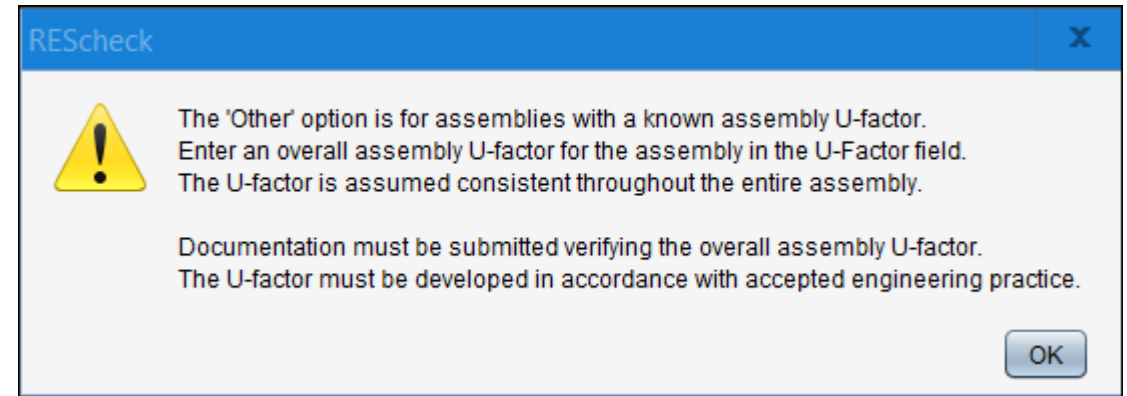 REScheck
X
The 'Other' option is for assemblies with a known assembly U-factor.
Enter an overall assembly U-factor for the assembly in the U-Factor field.
The U-factor is assumed consistent throughout the entire assembly.
Documentation must be submitted verifying the overall assembly U-factor.
The U-factor must be developed in accordance with accepted engineering practice.
OK